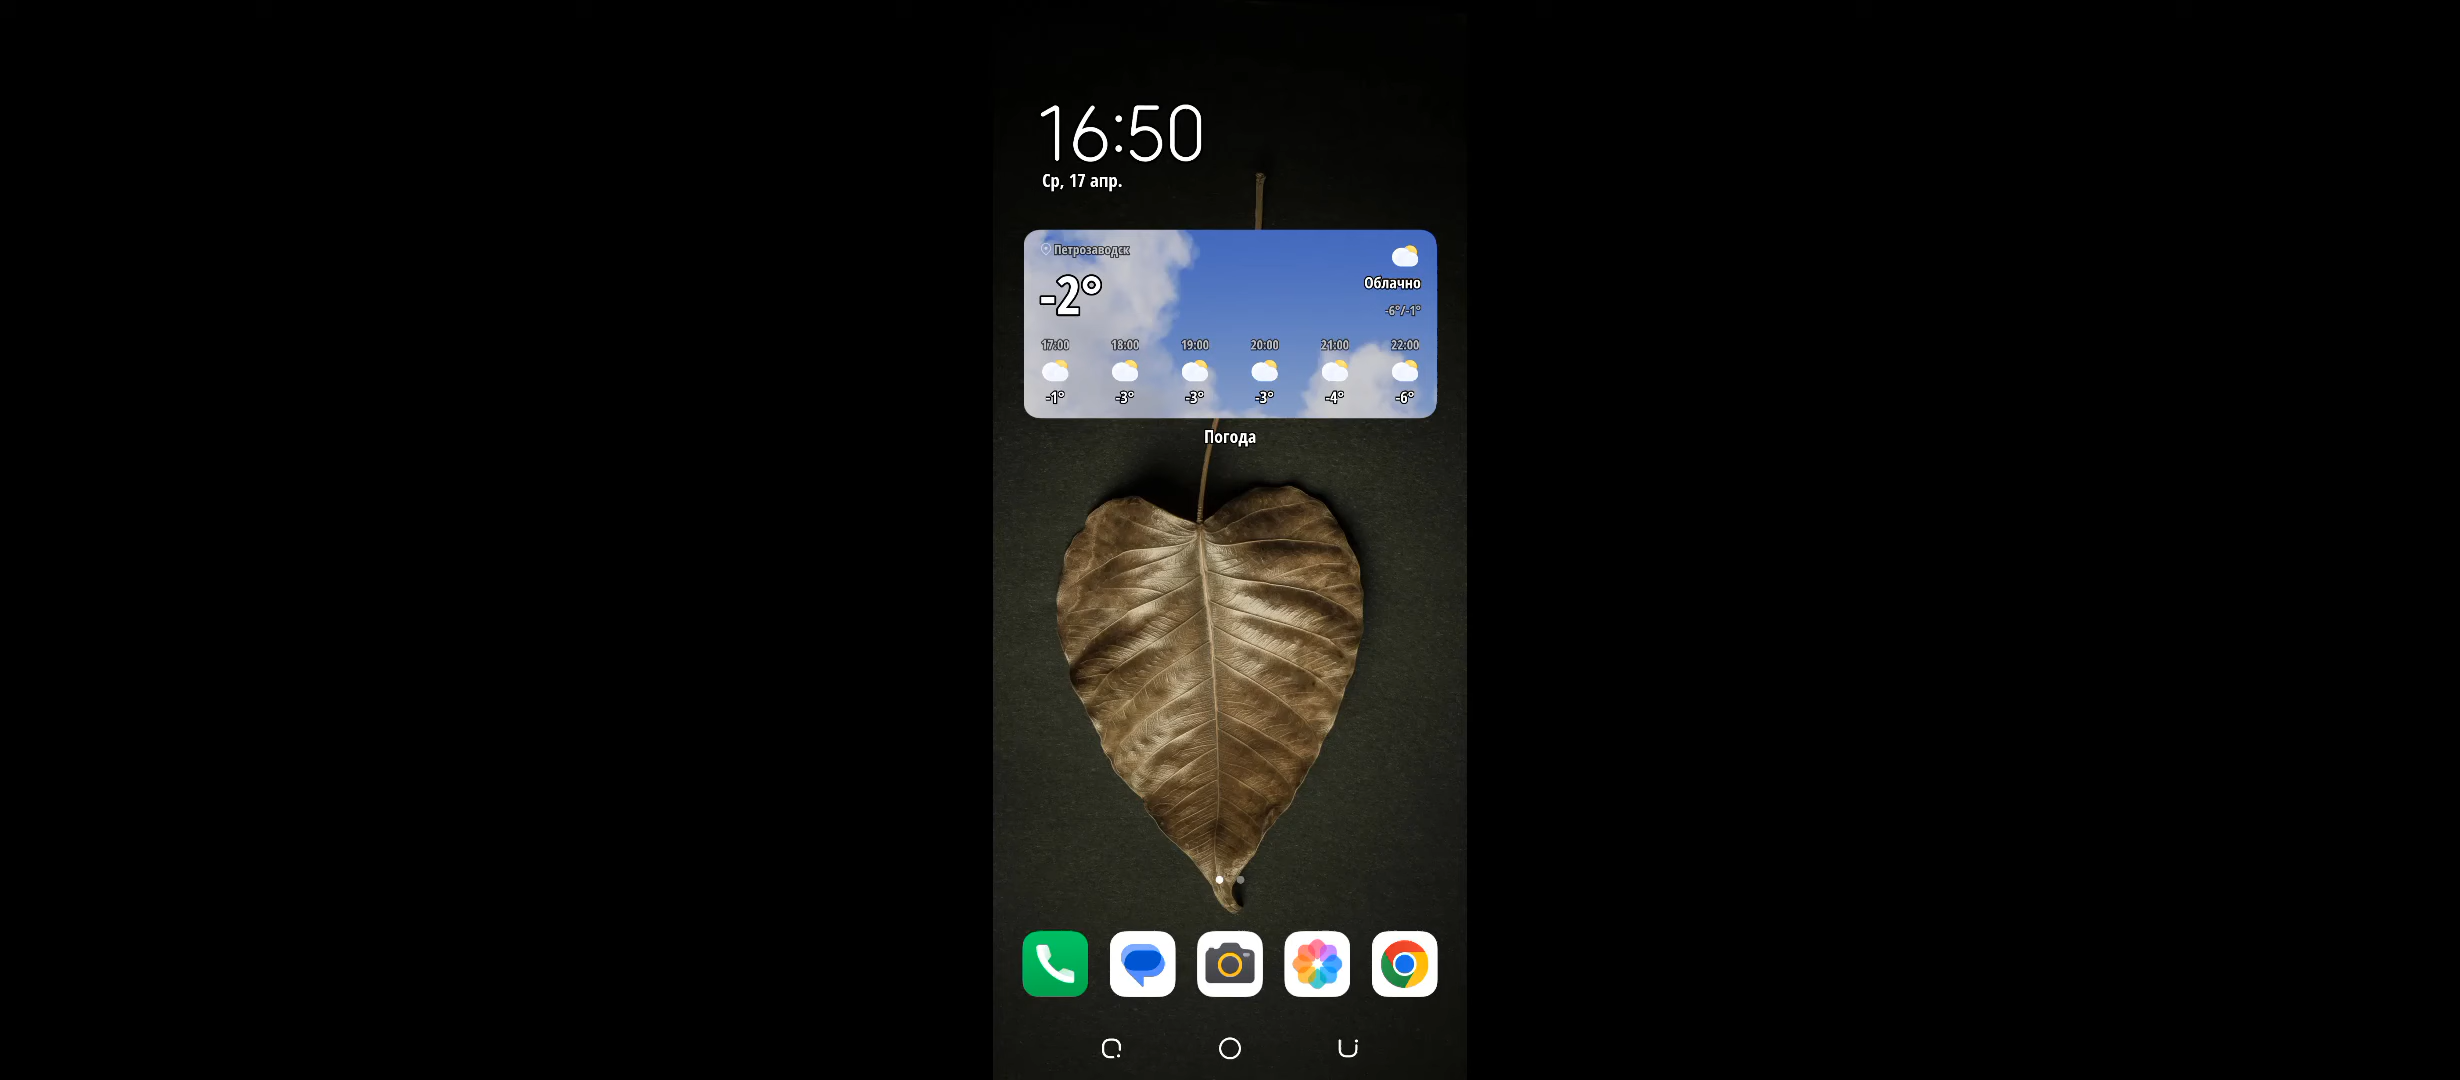 16:50
Ср, 17 апр.
Петрозаводск
-2°
Облачно
-6°/-1°
17:00 18:00 19:00 20:00 21:00 22:00
-1° -3° -3° -3° -4° -6°
Погода